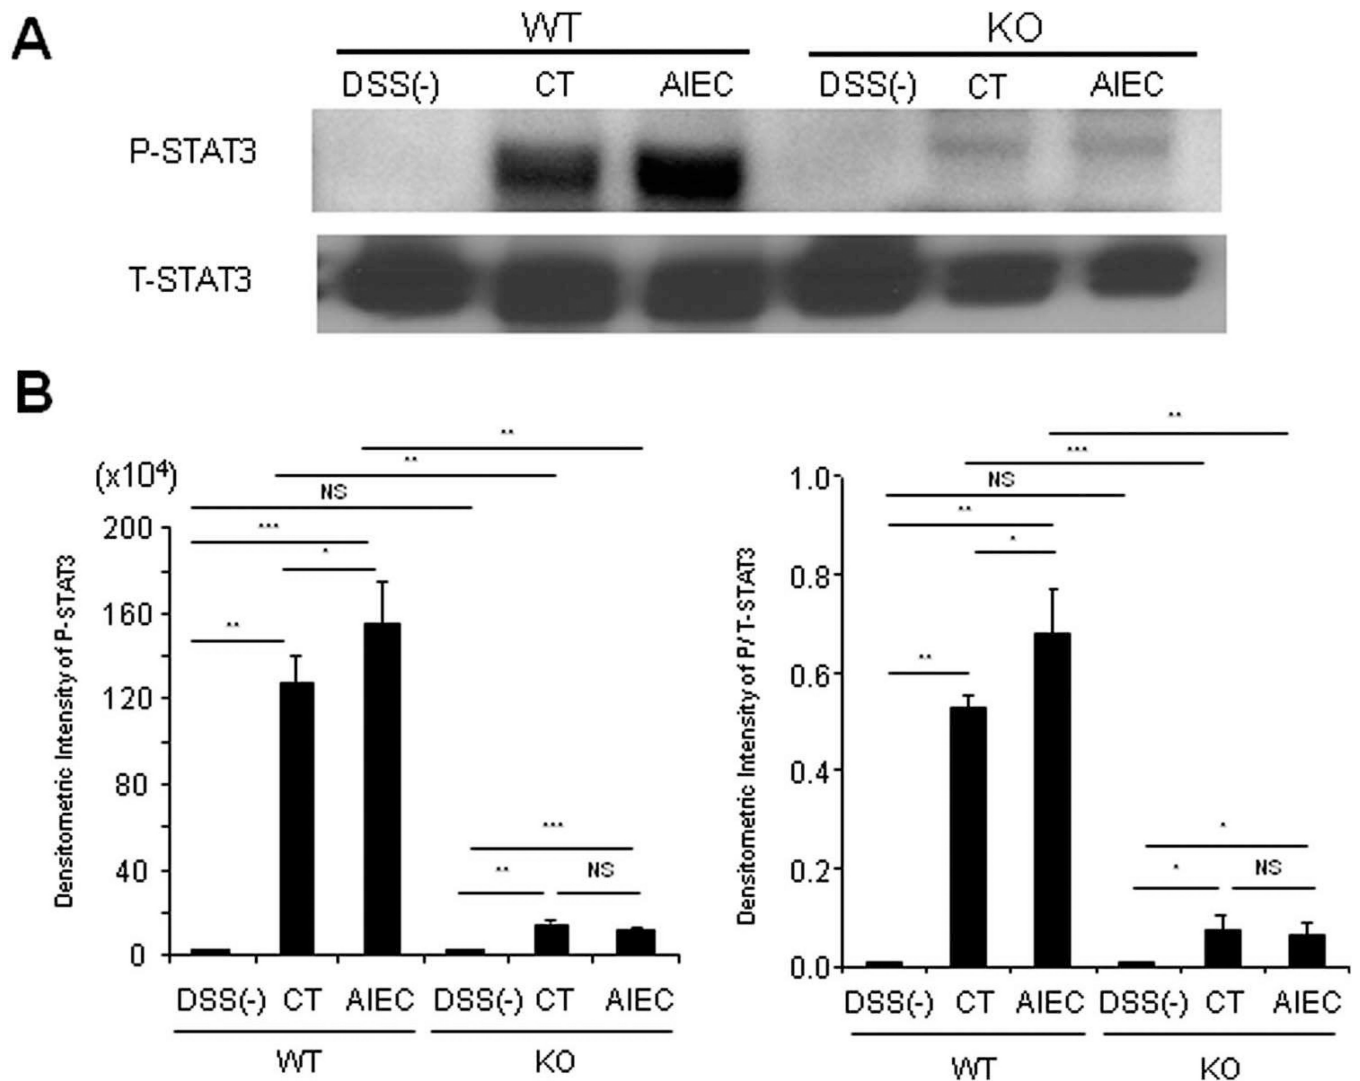 A
WT KO
DSS(-) CT AIEC DSS(-) CT AIEC
P-STAT3
T-STAT3
B
(x10⁴)
Densitometric Intensity of P-STAT3
200
160
120
80
40
0
**
**
NS
***
*
**
***
**
NS
DSS(-) CT AIEC DSS(-) CT AIEC
WT KO
Densitometric Intensity of P/T-STAT3
1.0
0.8
0.6
0.4
0.2
0.0
**
***
NS
**
*
**
*
*
NS
DSS(-) CT AIEC DSS(-) CT AIEC
WT KO